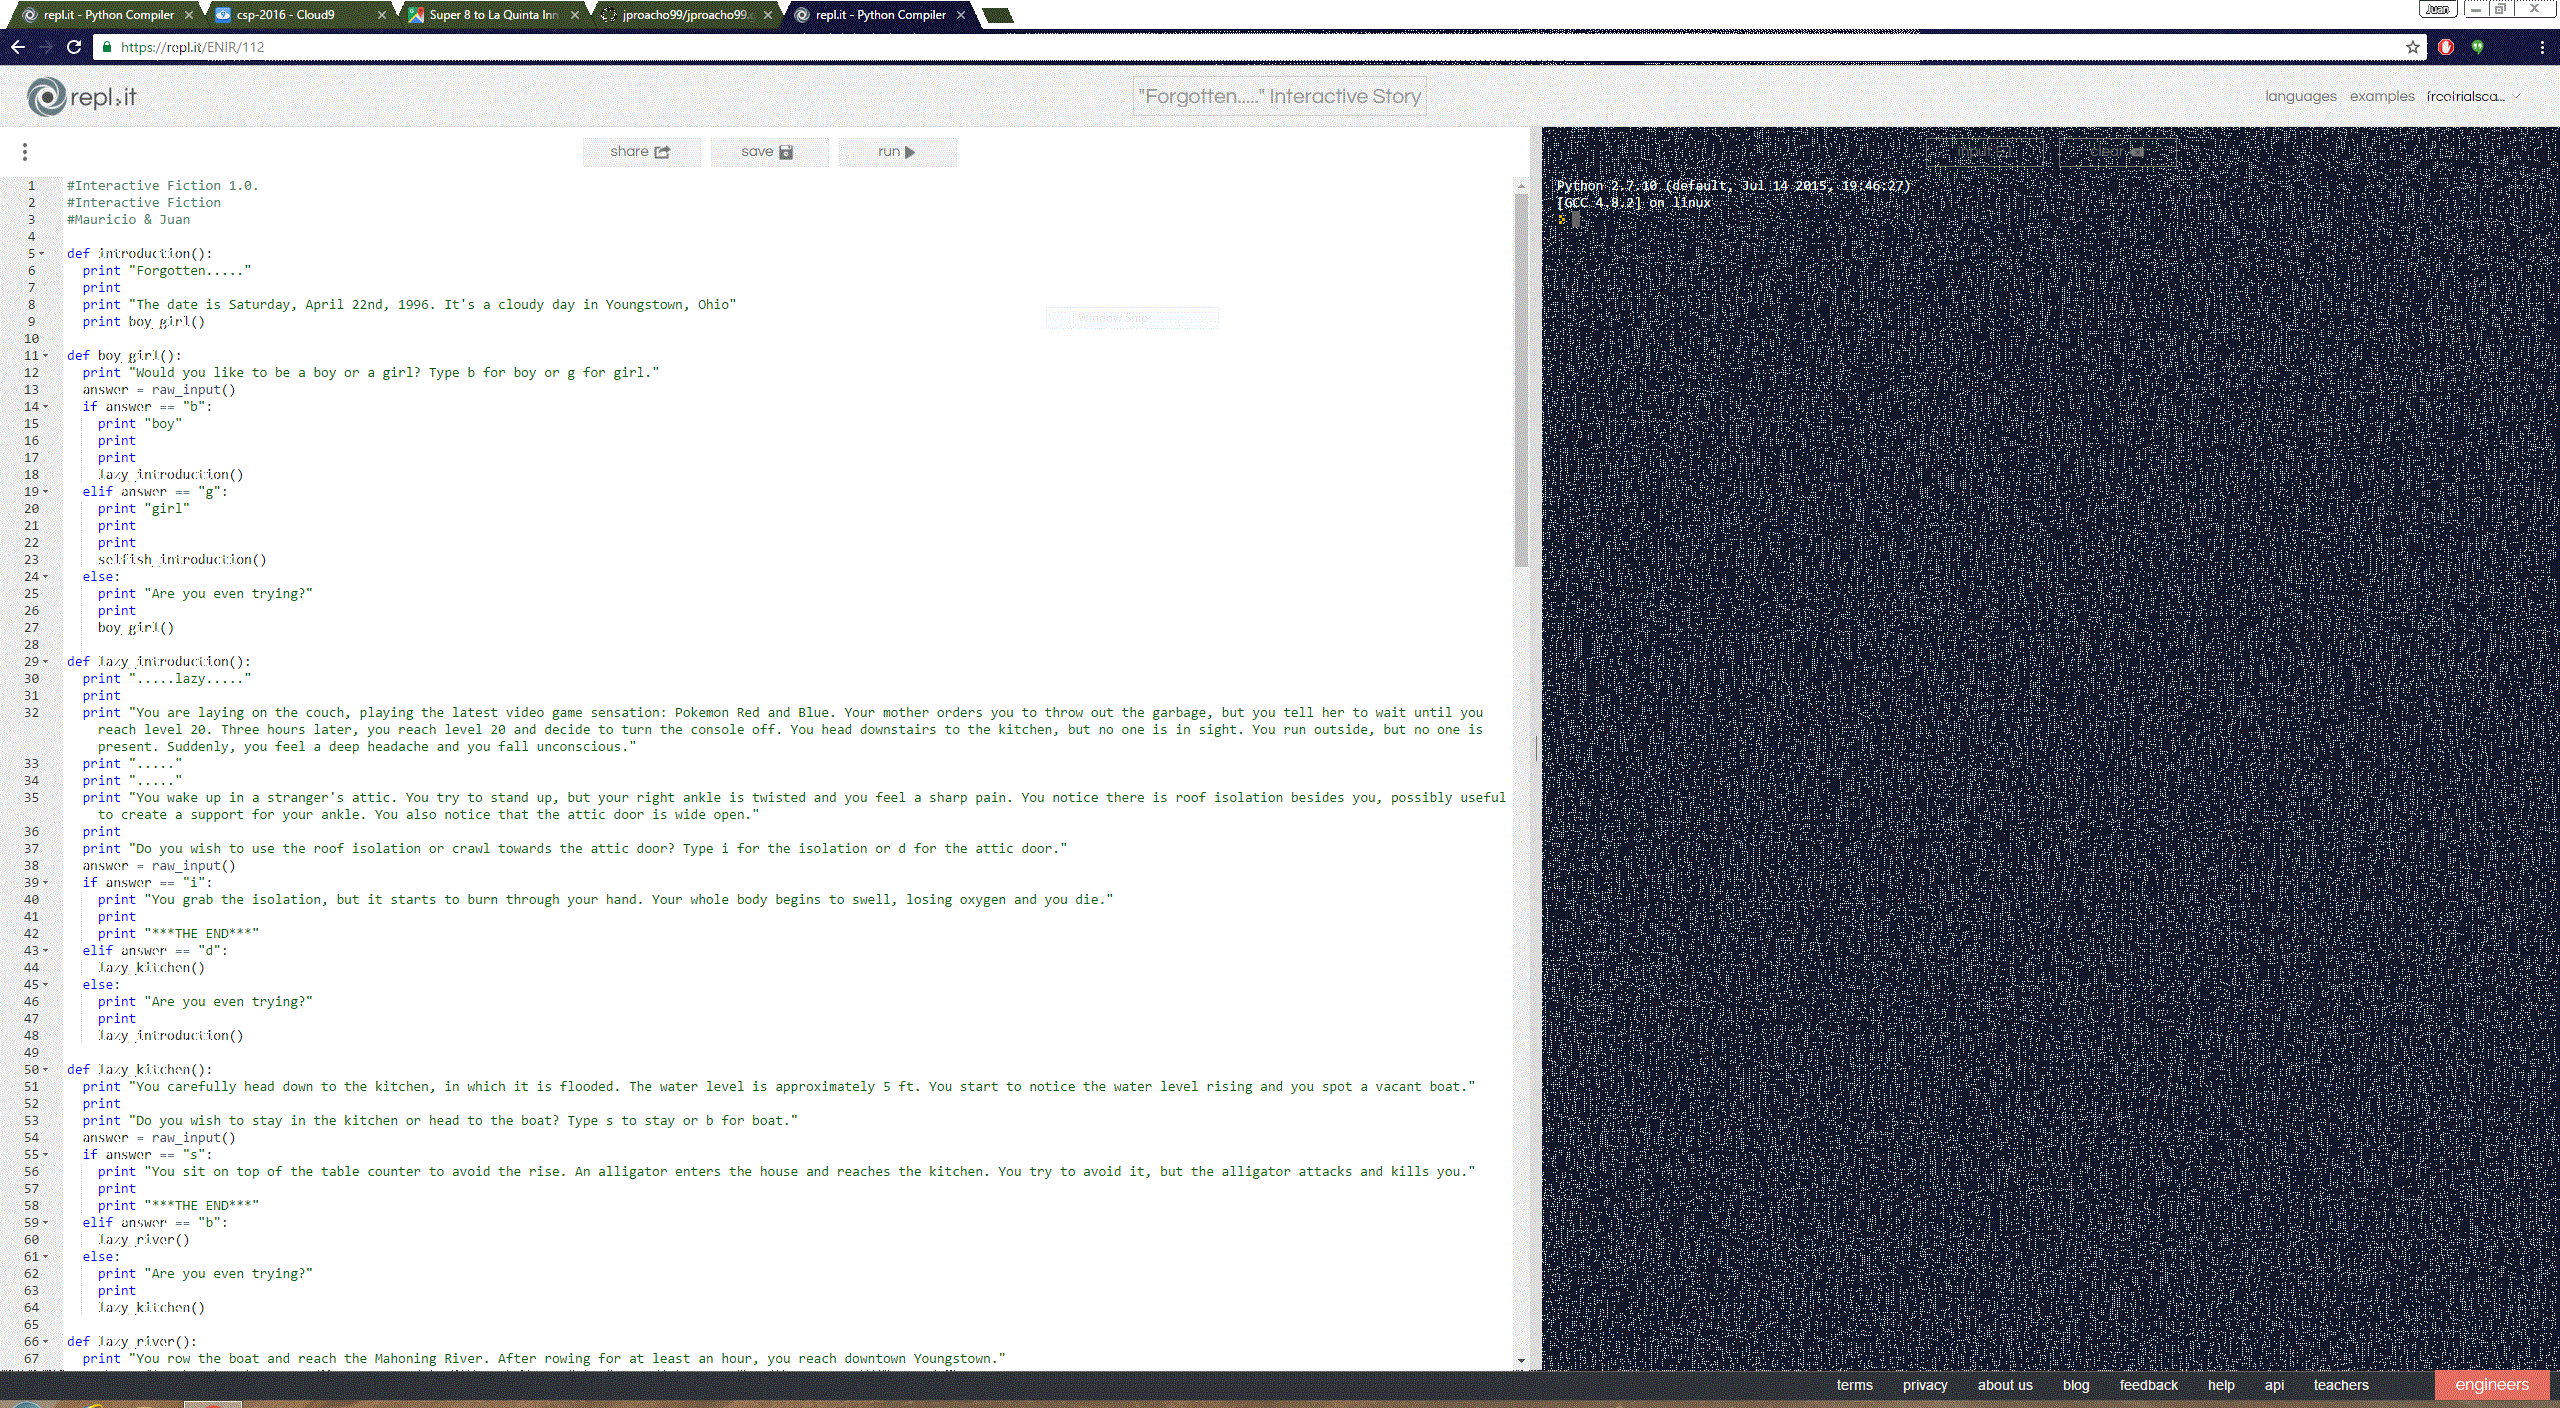 repl.it - Python Compiler
csp-2016 - Cloud9
Super 8 to La Quinta Inn
jproacho99/jproacho99.g
repl.it - Python Compiler
Juan
https://repl.it/ENIR/112
repl.it
"Forgotten....." Interactive Story
languages examples
share save run
input clear
1 #Interactive Fiction 1.0.
2 #Interactive Fiction
3 #Mauricio & Juan
4
5 def introduction():
6 print "Forgotten....."
7 print
8 print "The date is Saturday, April 22nd, 1996. It's a cloudy day in Youngstown, Ohio"
9 print boy_girl()
10
11 def boy_girl():
12 print "Would you like to be a boy or a girl? Type b for boy or g for girl."
13 answer = raw_input()
14 if answer == "b":
15 print "boy"
16 print
17 print
18 lazy_introduction()
19 elif answer == "g":
20 print "girl"
21 print
22 print
23 selfish_introduction()
24 else:
25 print "Are you even trying?"
26 print
27 boy_girl()
28
29 def lazy_introduction():
30 print ".....lazy....."
31 print
32 print "You are laying on the couch, playing the latest video game sensation: Pokemon Red and Blue. Your mother orders you to throw out the garbage, but you tell her to wait until you
reach level 20. Three hours later, you reach level 20 and decide to turn the console off. You head downstairs to the kitchen, but no one is in sight. You run outside, but no one is
present. Suddenly, you feel a deep headache and you fall unconscious."
33 print "....."
34 print "....."
35 print "You wake up in a stranger's attic. You try to stand up, but your right ankle is twisted and you feel a sharp pain. You notice there is roof isolation besides you, possibly useful
to create a support for your ankle. You also notice that the attic door is wide open."
36 print
37 print "Do you wish to use the roof isolation or crawl towards the attic door? Type i for the isolation or d for the attic door."
38 answer = raw_input()
39 if answer == "i":
40 print "You grab the isolation, but it starts to burn through your hand. Your whole body begins to swell, losing oxygen and you die."
41 print
42 print "***THE END***"
43 elif answer == "d":
44 lazy_kitchen()
45 else:
46 print "Are you even trying?"
47 print
48 lazy_introduction()
49
50 def lazy_kitchen():
51 print "You carefully head down to the kitchen, in which it is flooded. The water level is approximately 5 ft. You start to notice the water level rising and you spot a vacant boat."
52 print
53 print "Do you wish to stay in the kitchen or head to the boat? Type s to stay or b for boat."
54 answer = raw_input()
55 if answer == "s":
56 print "You sit on top of the table counter to avoid the rise. An alligator enters the house and reaches the kitchen. You try to avoid it, but the alligator attacks and kills you."
57 print
58 print "***THE END***"
59 elif answer == "b":
60 lazy_river()
61 else:
62 print "Are you even trying?"
63 print
64 lazy_kitchen()
65
66 def lazy_river():
67 print "You row the boat and reach the Mahoning River. After rowing for at least an hour, you reach downtown Youngstown."
Window Snip
Python 2.7.10 (default, Jul 14 2015, 19:46:27)
[GCC 4.8.2] on linux
terms privacy about us blog feedback help api teachers engineers